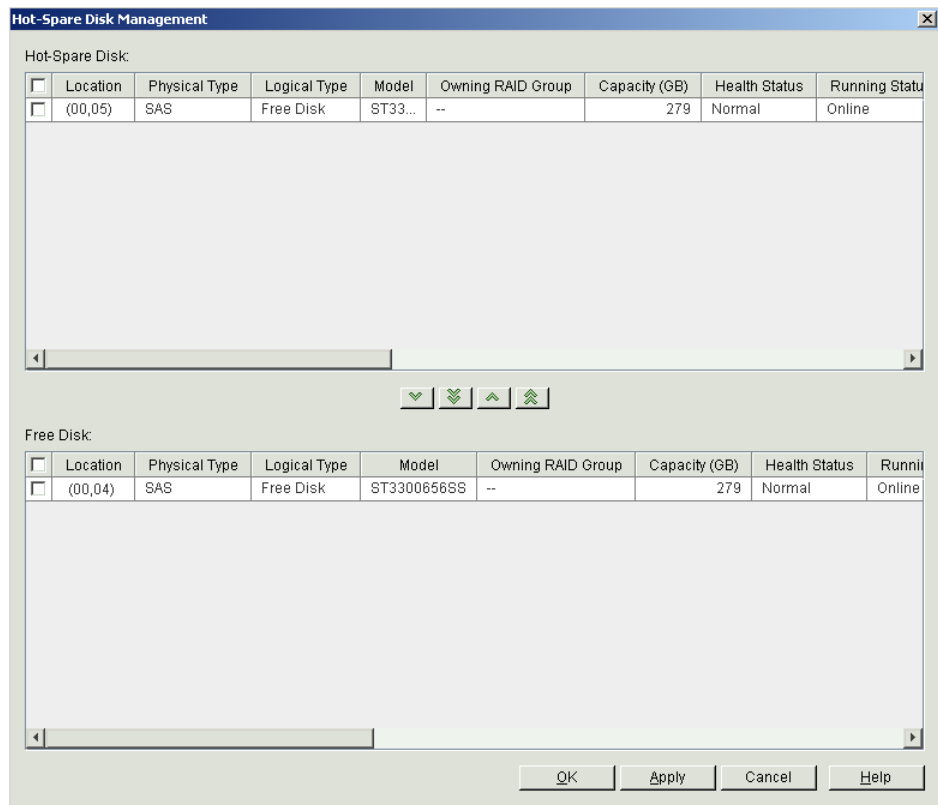 Hot-Spare Disk Management
Hot-Spare Disk:
Location Physical Type Logical Type Model Owning RAID Group Capacity (GB) Health Status Running Statu
(00,05) SAS Free Disk ST33... -- 279 Normal Online
Free Disk:
Location Physical Type Logical Type Model Owning RAID Group Capacity (GB) Health Status Runnin
(00,04) SAS Free Disk ST3300656SS -- 279 Normal Online
OK Apply Cancel Help